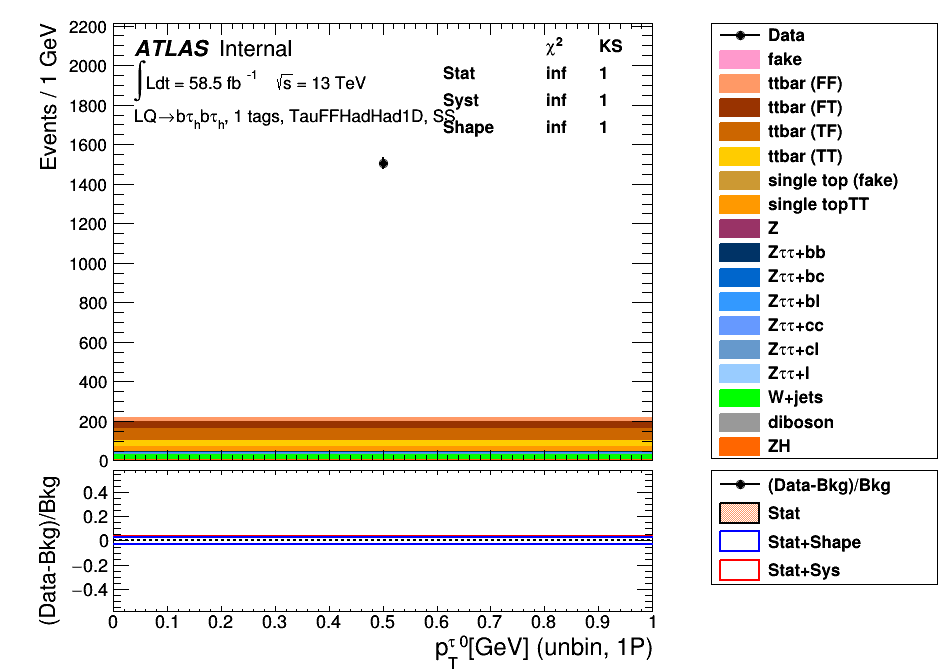 Events / 1 GeV
2200
2000
1800
1600
1400
1200
1000
800
600
400
200
0
ATLAS Internal
∫Ldt = 58.5 fb⁻¹ √s = 13 TeV
LQ→bτ_h bτ_h, 1 tags, TauFFHadHad1D, SS
χ² KS
Stat inf 1
Syst inf 1
Shape inf 1
Data
fake
ttbar (FF)
ttbar (FT)
ttbar (TF)
ttbar (TT)
single top (fake)
single topTT
Z
Zττ+bb
Zττ+bc
Zττ+bl
Zττ+cc
Zττ+cl
Zττ+l
W+jets
diboson
ZH
(Data-Bkg)/Bkg
0.4
0.2
0
−0.2
−0.4
0 0.1 0.2 0.3 0.4 0.5 0.6 0.7 0.8 0.9 1
p_T^τ 0[GeV] (unbin, 1P)
(Data-Bkg)/Bkg
Stat
Stat+Shape
Stat+Sys